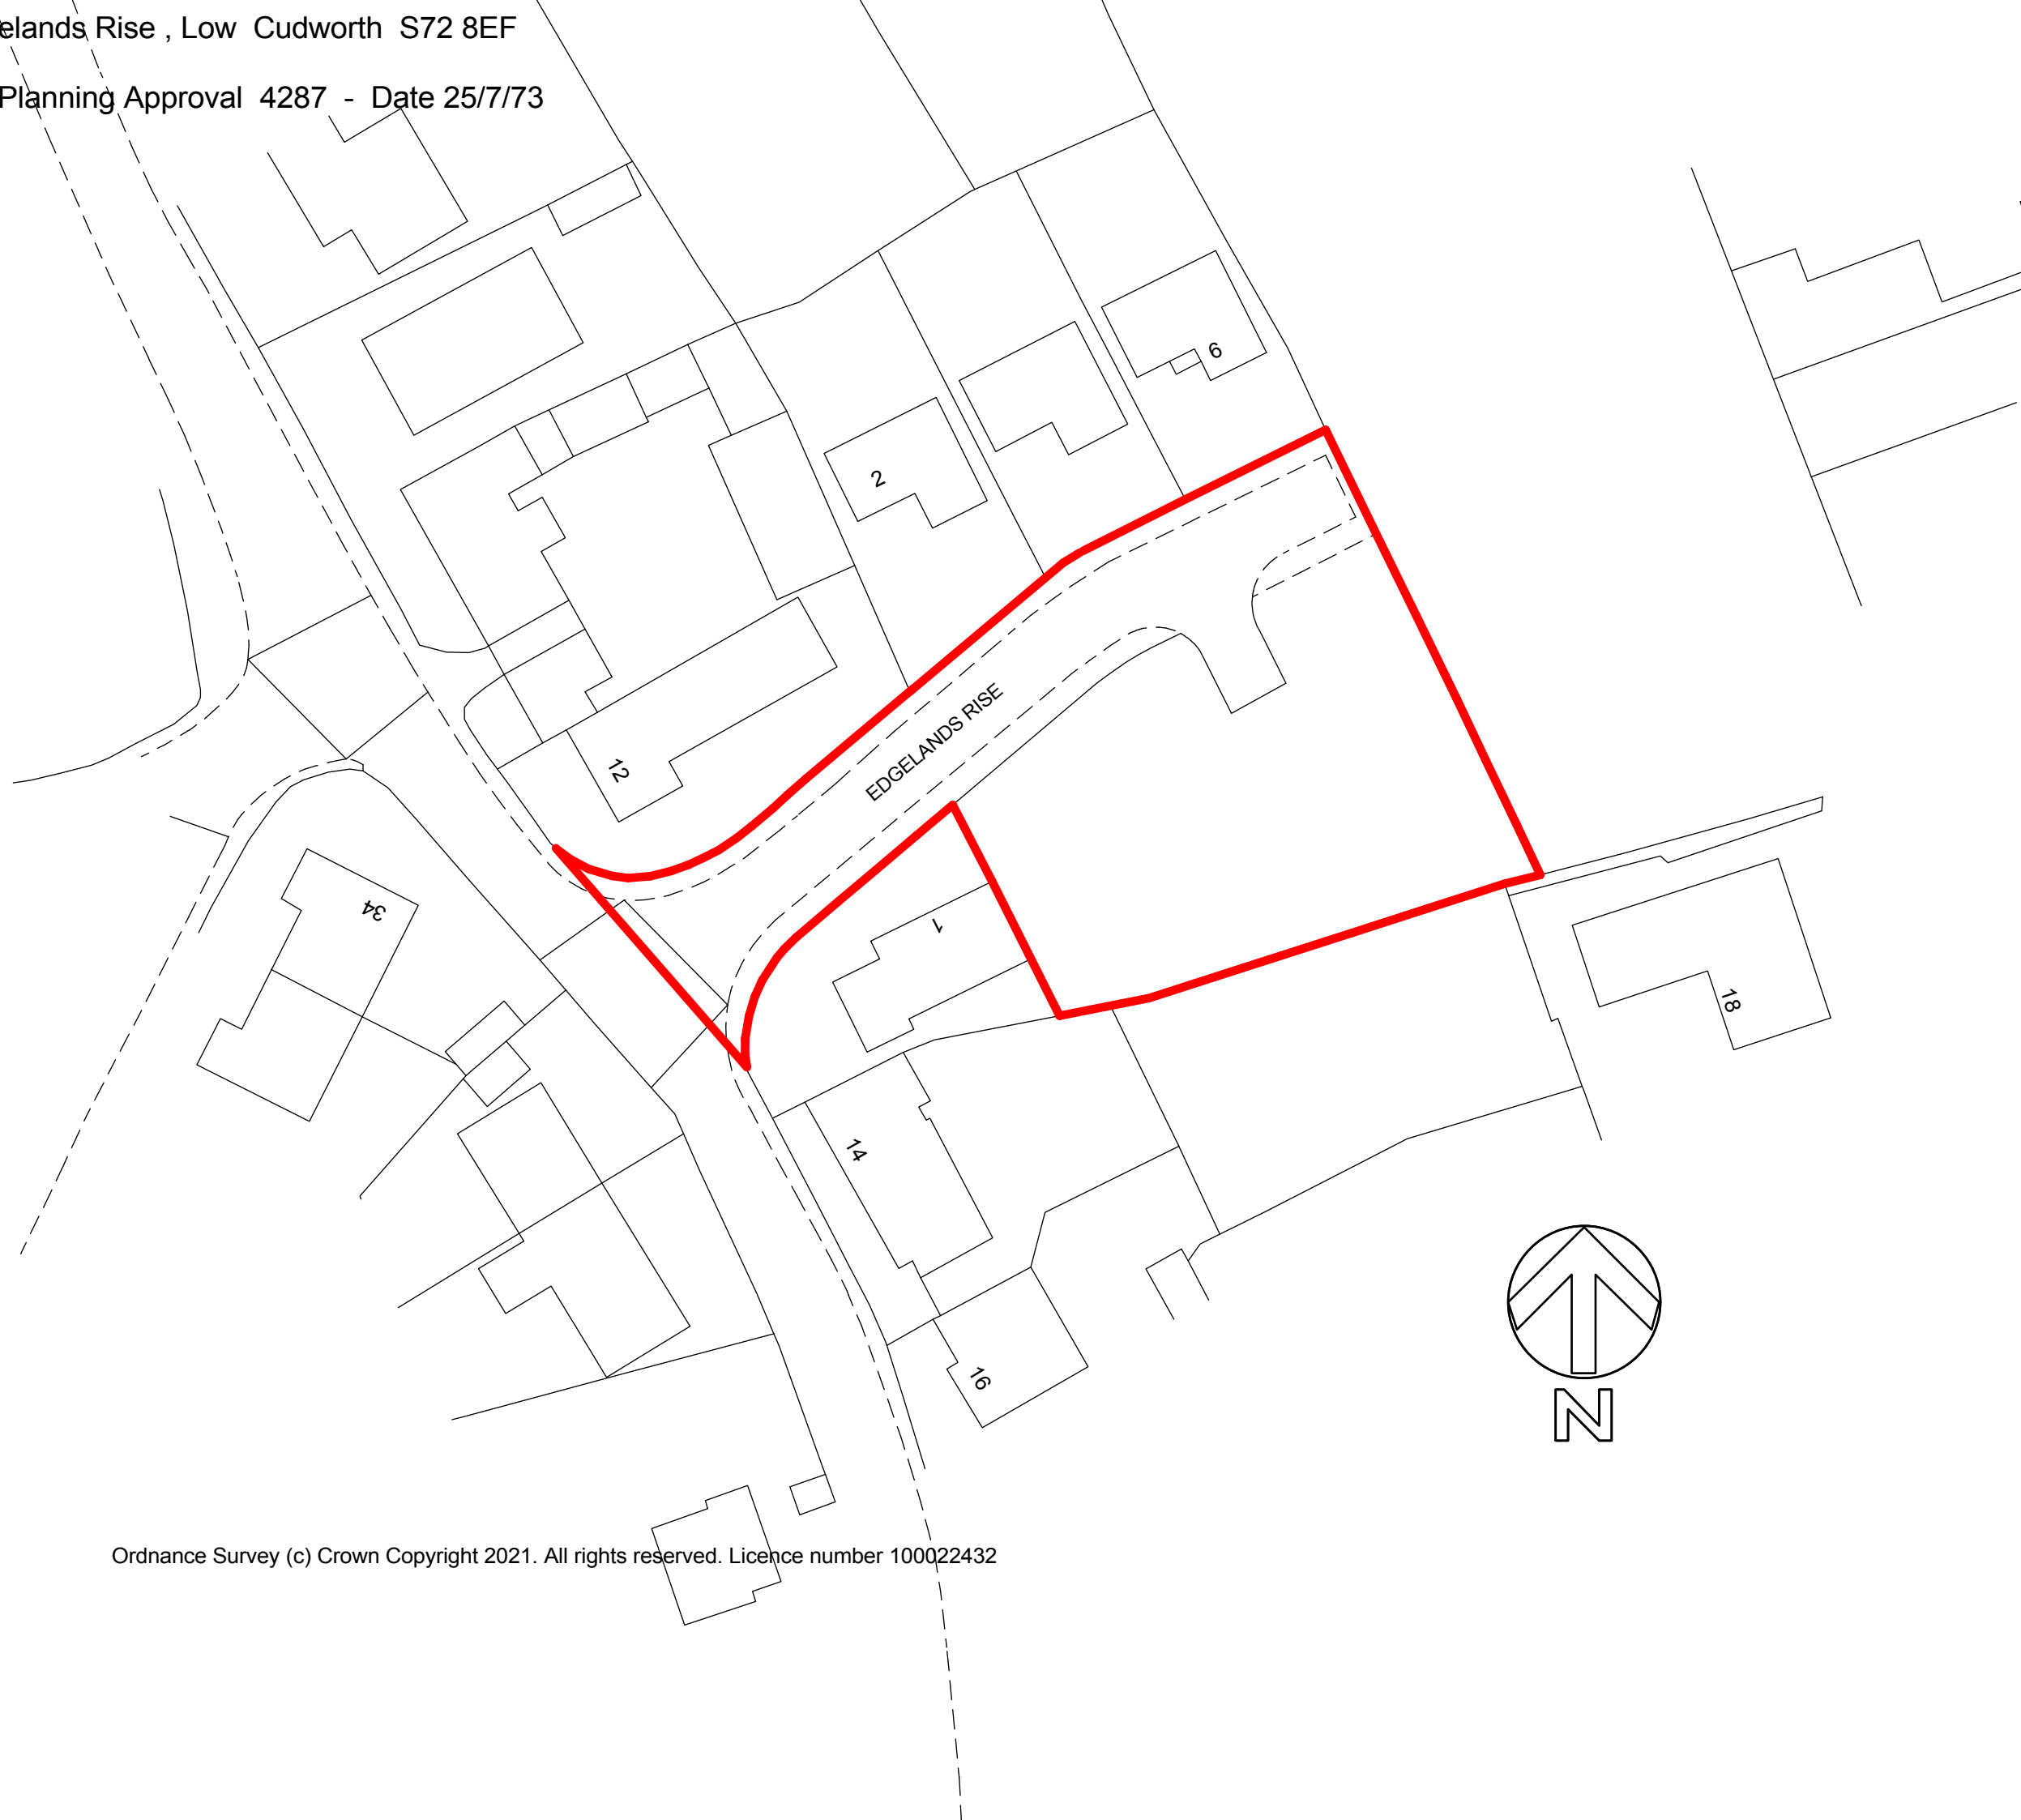 elands Rise , Low Cudworth S72 8EF
Planning Approval 4287 - Date 25/7/73
6
2
EDGELANDS RISE
12
34
1
18
14
16
N
Ordnance Survey (c) Crown Copyright 2021. All rights reserved. Licence number 100022432